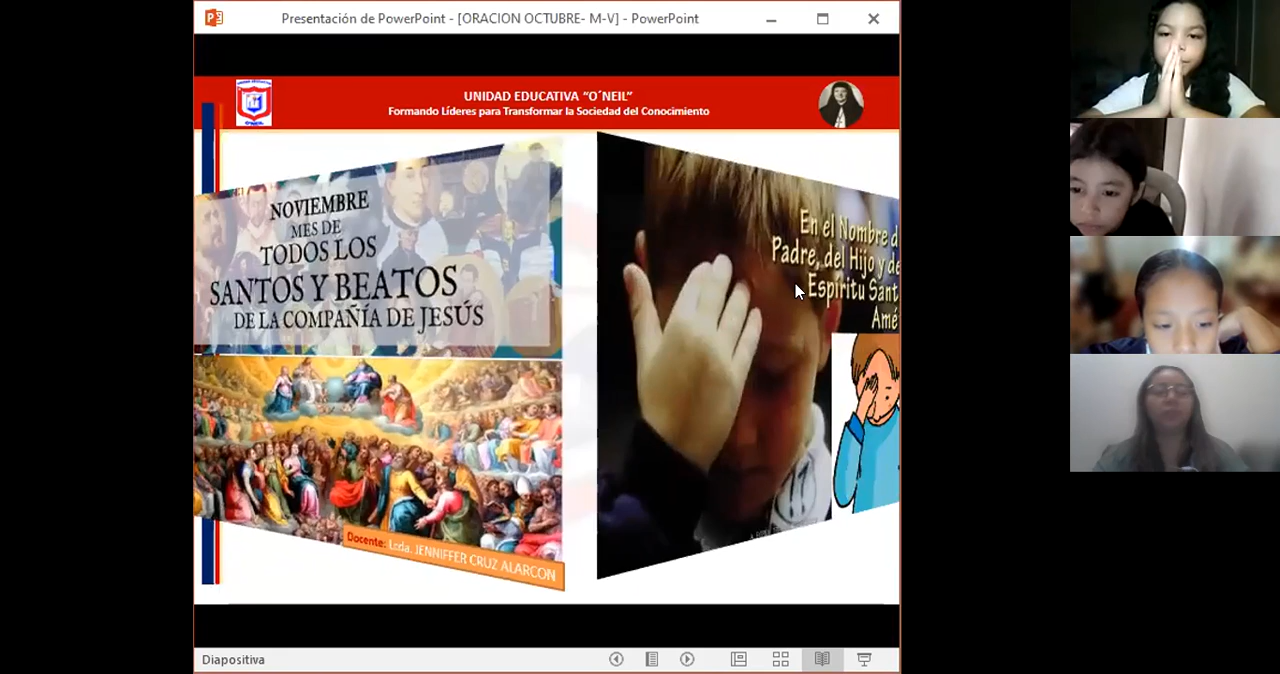 Presentación de PowerPoint - [ORACION OCTUBRE- M-V] - PowerPoint
UNIDAD EDUCATIVA “O´NEIL”
Formando Líderes para Transformar la Sociedad del Conocimiento
NOVIEMBRE
MES DE
TODOS LOS
SANTOS Y BEATOS
DE LA COMPAÑÍA DE JESÚS
Docente: Lcda. JENNIFFER CRUZ ALARCON
En el Nombre d
Padre, del Hijo y de
Espíritu Sant
Amé
Diapositiva